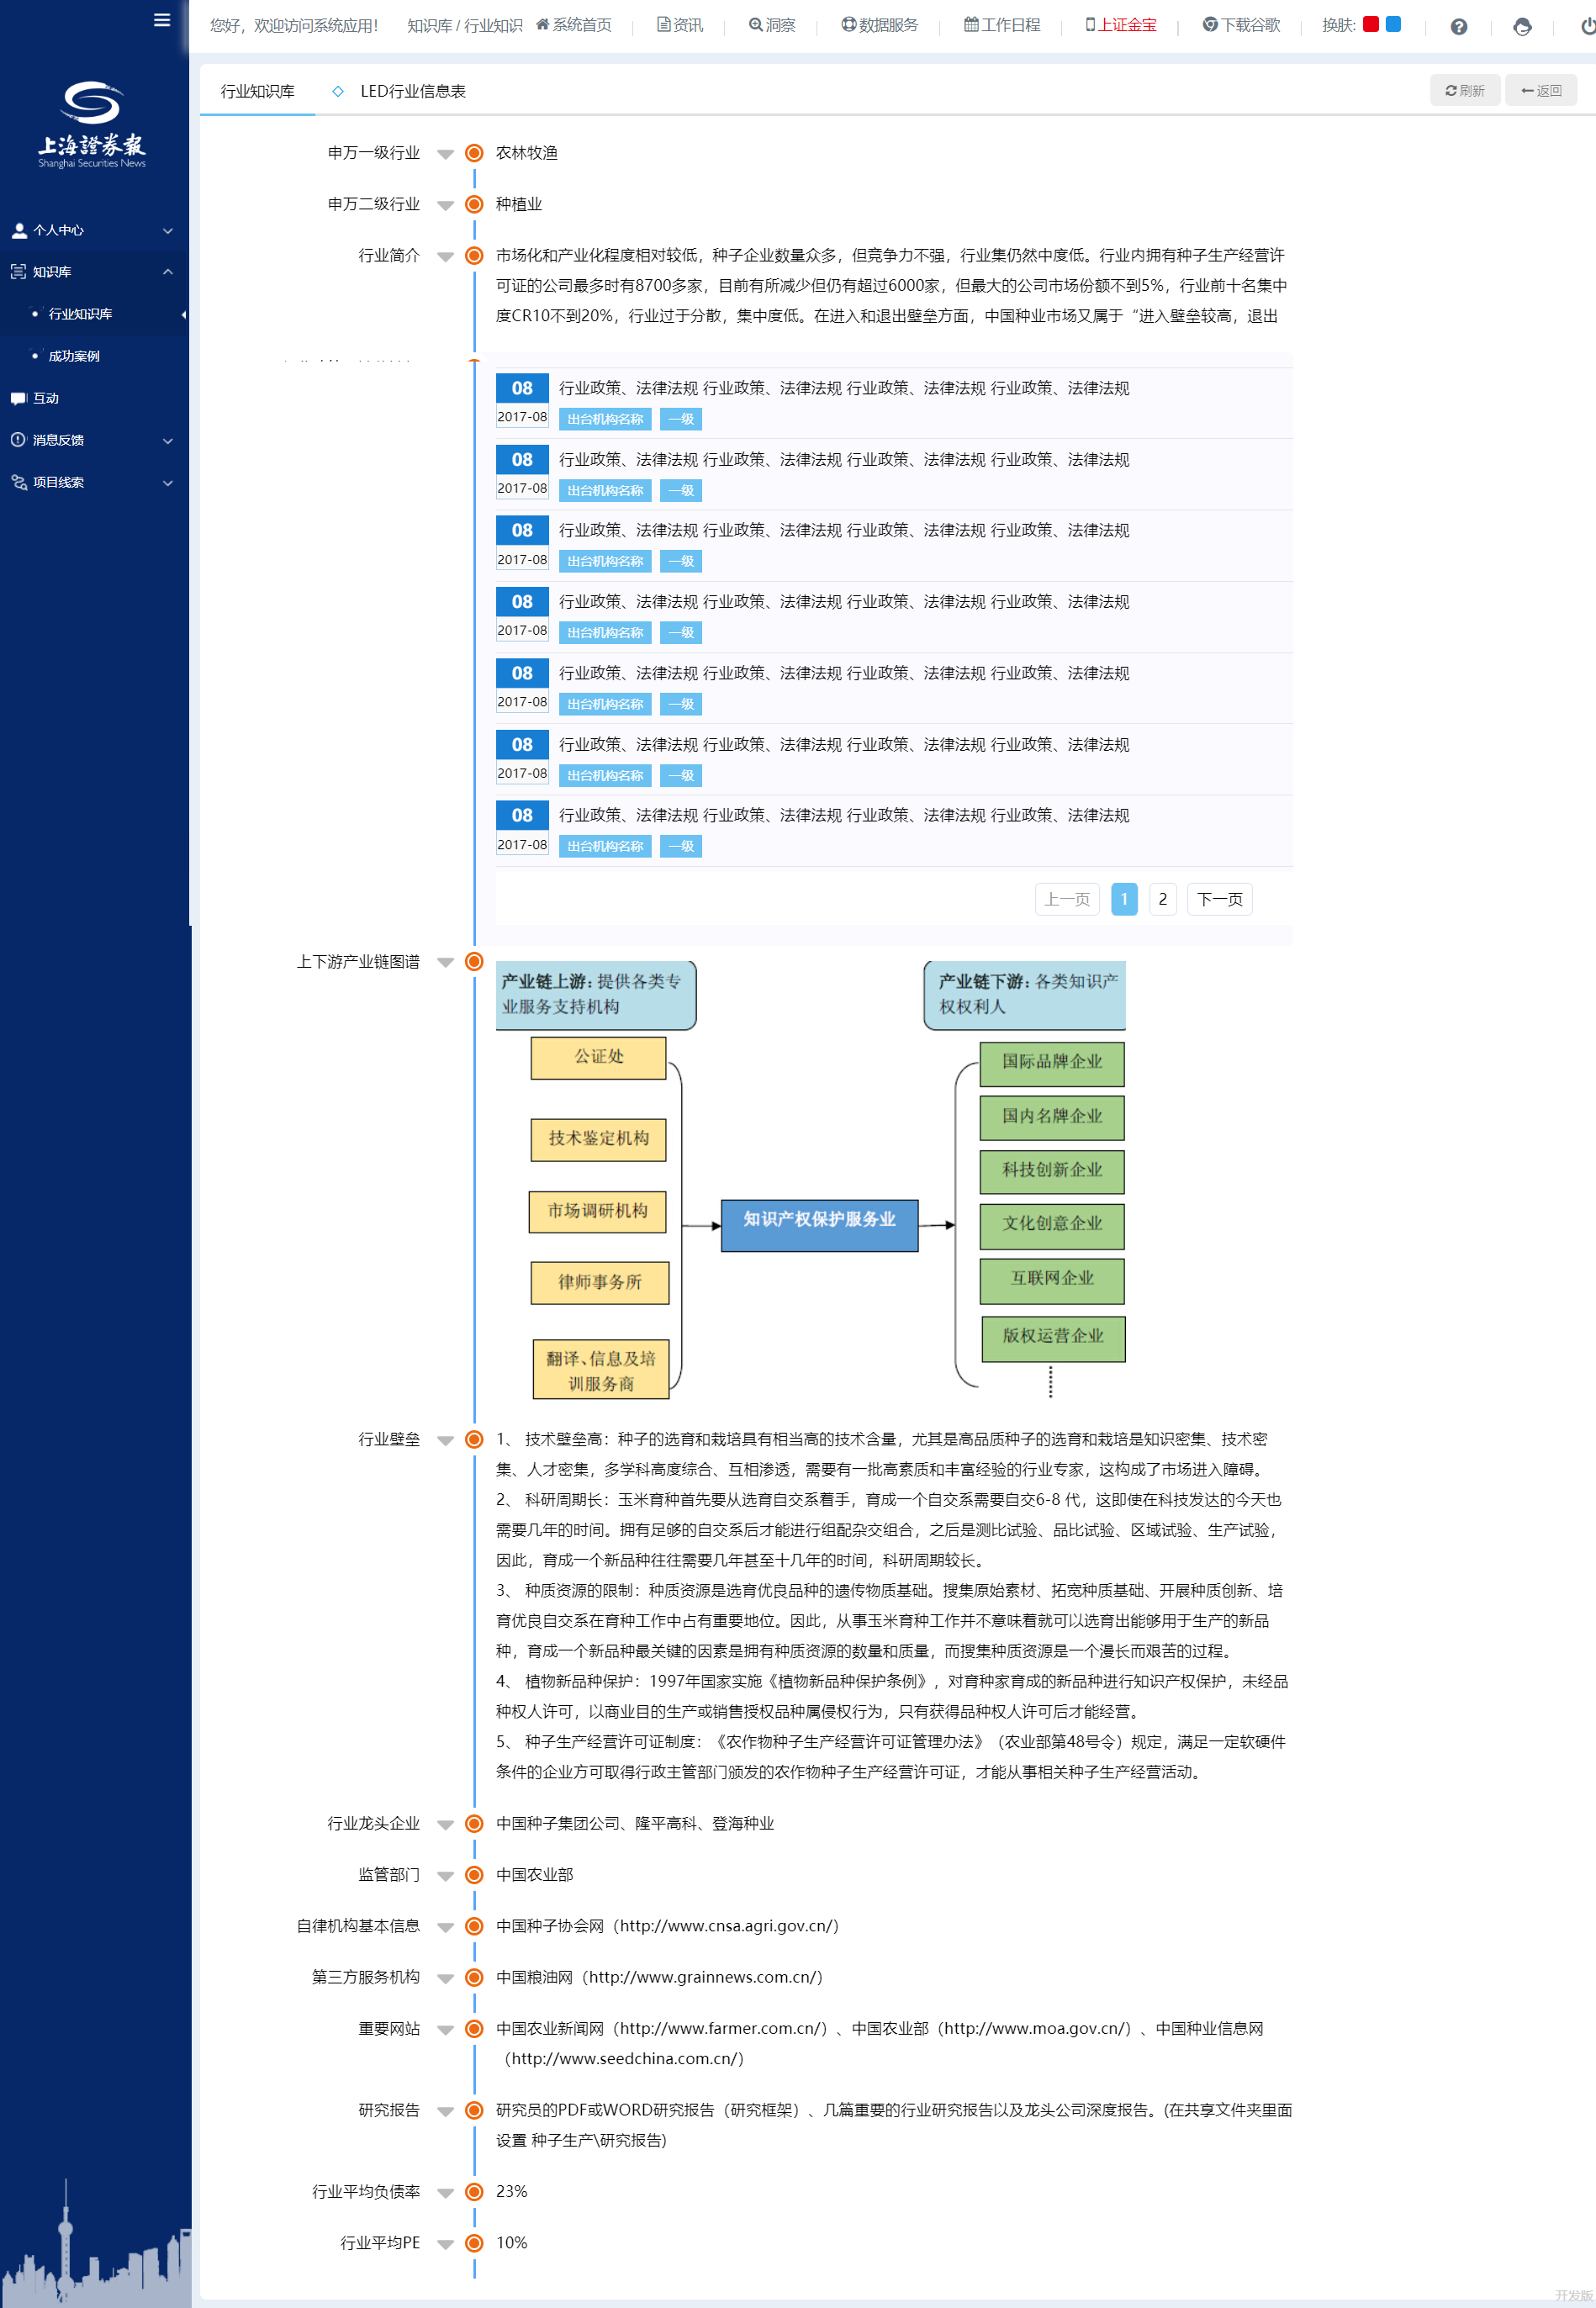 您好，欢迎访问系统应用！
知识库 / 行业知识
系统首页
资讯
洞察
数据服务
工作日程
上证金宝
下载谷歌
换肤:
上海證券報
Shanghai Securities News
个人中心
知识库
行业知识库
成功案例
互动
消息反馈
项目线索
行业知识库
LED行业信息表
刷新
返回
申万一级行业
农林牧渔
申万二级行业
种植业
行业简介
市场化和产业化程度相对较低，种子企业数量众多，但竞争力不强，行业集仍然中度低。行业内拥有种子生产经营许
可证的公司最多时有8700多家，目前有所减少但仍有超过6000家，但最大的公司市场份额不到5%，行业前十名集中
度CR10不到20%，行业过于分散，集中度低。在进入和退出壁垒方面，中国种业市场又属于“进入壁垒较高，退出
08
行业政策、法律法规 行业政策、法律法规 行业政策、法律法规 行业政策、法律法规
2017-08
出台机构名称
一级
08
行业政策、法律法规 行业政策、法律法规 行业政策、法律法规 行业政策、法律法规
2017-08
出台机构名称
一级
08
行业政策、法律法规 行业政策、法律法规 行业政策、法律法规 行业政策、法律法规
2017-08
出台机构名称
一级
08
行业政策、法律法规 行业政策、法律法规 行业政策、法律法规 行业政策、法律法规
2017-08
出台机构名称
一级
08
行业政策、法律法规 行业政策、法律法规 行业政策、法律法规 行业政策、法律法规
2017-08
出台机构名称
一级
08
行业政策、法律法规 行业政策、法律法规 行业政策、法律法规 行业政策、法律法规
2017-08
出台机构名称
一级
08
行业政策、法律法规 行业政策、法律法规 行业政策、法律法规 行业政策、法律法规
2017-08
出台机构名称
一级
上一页
1
2
下一页
上下游产业链图谱
产业链上游：提供各类专
业服务支持机构
产业链下游：各类知识产
权权利人
公证处
技术鉴定机构
市场调研机构
律师事务所
翻译、信息及培
训服务商
知识产权保护服务业
国际品牌企业
国内名牌企业
科技创新企业
文化创意企业
互联网企业
版权运营企业
行业壁垒
1、 技术壁垒高：种子的选育和栽培具有相当高的技术含量，尤其是高品质种子的选育和栽培是知识密集、技术密
集、人才密集，多学科高度综合、互相渗透，需要有一批高素质和丰富经验的行业专家，这构成了市场进入障碍。
2、 科研周期长：玉米育种首先要从选育自交系着手，育成一个自交系需要自交6-8 代，这即使在科技发达的今天也
需要几年的时间。拥有足够的自交系后才能进行组配杂交组合，之后是测比试验、品比试验、区域试验、生产试验，
因此，育成一个新品种往往需要几年甚至十几年的时间，科研周期较长。
3、 种质资源的限制：种质资源是选育优良品种的遗传物质基础。搜集原始素材、拓宽种质基础、开展种质创新、培
育优良自交系在育种工作中占有重要地位。因此，从事玉米育种工作并不意味着就可以选育出能够用于生产的新品
种，育成一个新品种最关键的因素是拥有种质资源的数量和质量，而搜集种质资源是一个漫长而艰苦的过程。
4、 植物新品种保护：1997年国家实施《植物新品种保护条例》，对育种家育成的新品种进行知识产权保护，未经品
种权人许可，以商业目的生产或销售授权品种属侵权行为，只有获得品种权人许可后才能经营。
5、 种子生产经营许可证制度：《农作物种子生产经营许可证管理办法》（农业部第48号令）规定，满足一定软硬件
条件的企业方可取得行政主管部门颁发的农作物种子生产经营许可证，才能从事相关种子生产经营活动。
行业龙头企业
中国种子集团公司、隆平高科、登海种业
监管部门
中国农业部
自律机构基本信息
中国种子协会网（http://www.cnsa.agri.gov.cn/）
第三方服务机构
中国粮油网（http://www.grainnews.com.cn/）
重要网站
中国农业新闻网（http://www.farmer.com.cn/）、中国农业部（http://www.moa.gov.cn/）、中国种业信息网
（http://www.seedchina.com.cn/）
研究报告
研究员的PDF或WORD研究报告（研究框架）、几篇重要的行业研究报告以及龙头公司深度报告。(在共享文件夹里面
设置 种子生产\研究报告)
行业平均负债率
23%
行业平均PE
10%
开发版